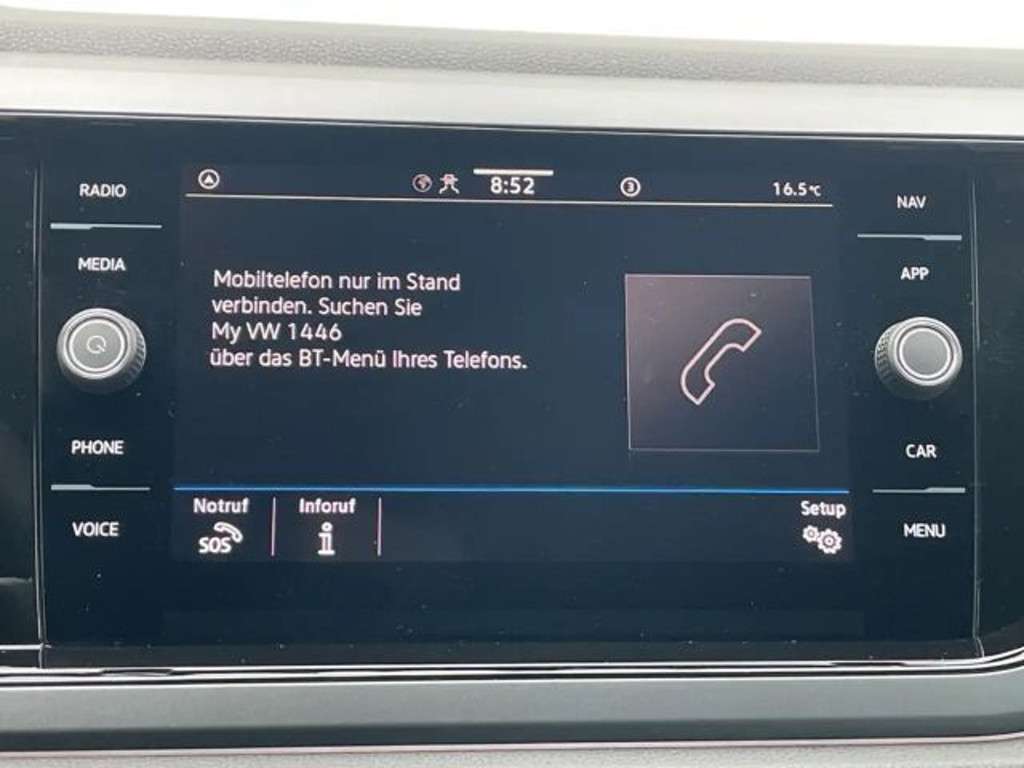 RADIO
8:52
3
16.5°C
NAV
MEDIA
APP
Mobiltelefon nur im Stand
verbinden. Suchen Sie
My VW 1446
über das BT-Menü Ihres Telefons.
PHONE
CAR
Notruf
Inforuf
Setup
SOS
i
VOICE
MENU